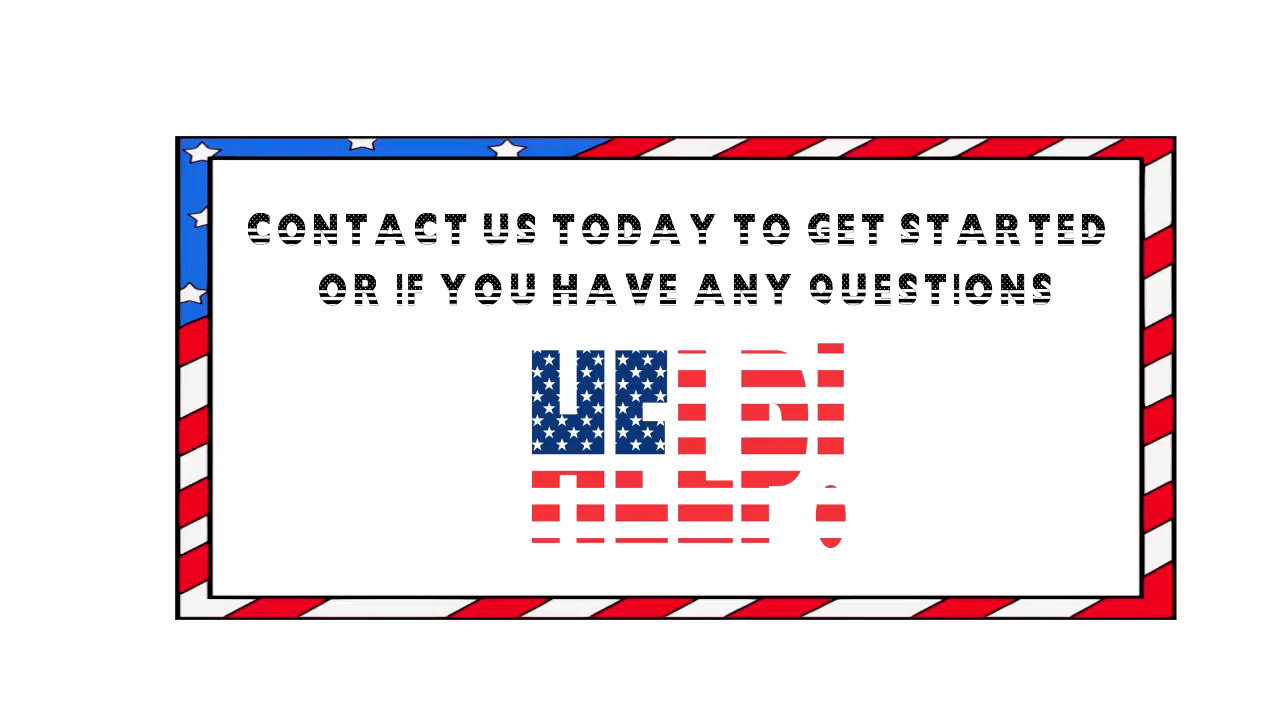 CONTACT US TODAY TO GET STARTED
OR IF YOU HAVE ANY QUESTIONS
HELP!